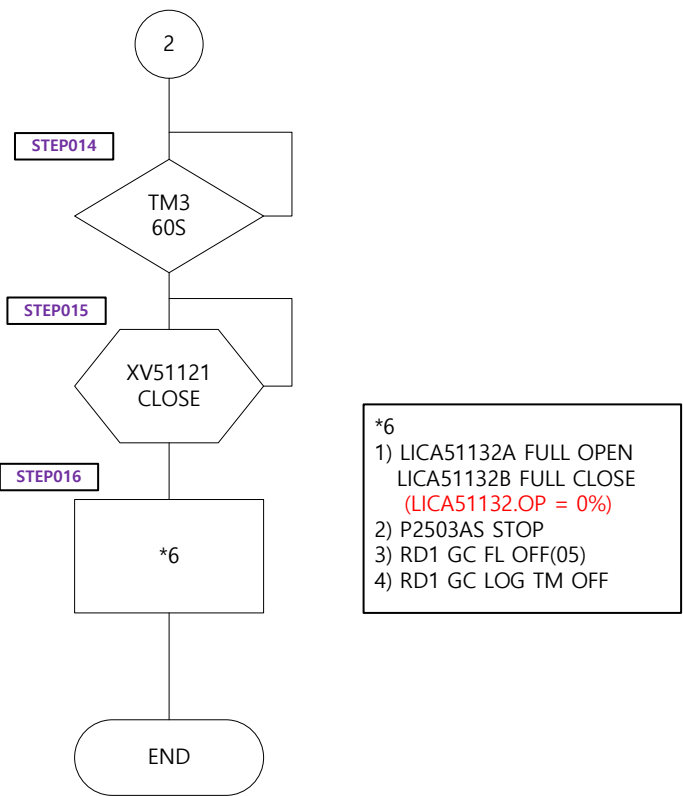 2
STEP014
TM3
60S
STEP015
XV51121
CLOSE
STEP016
*6
END
*6
1) LICA51132A FULL OPEN
LICA51132B FULL CLOSE
(LICA51132.OP = 0%)
2) P2503AS STOP
3) RD1 GC FL OFF(05)
4) RD1 GC LOG TM OFF